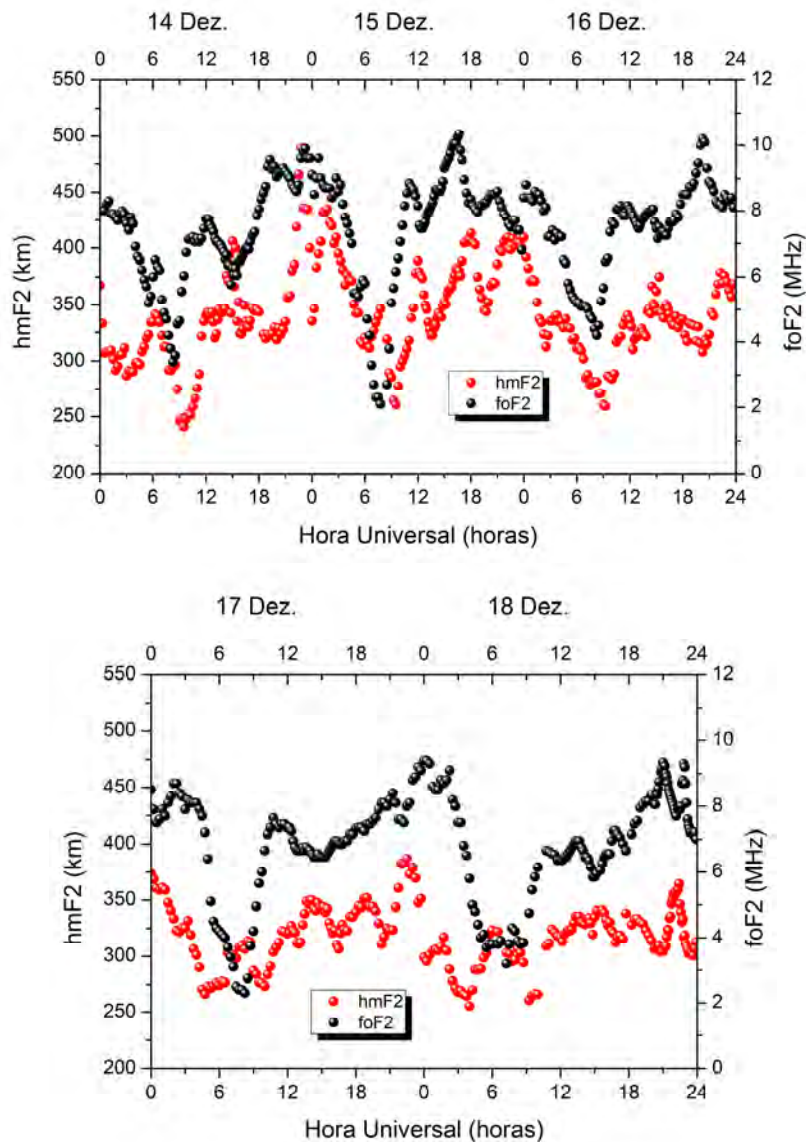 14 Dez. 15 Dez. 16 Dez.
0 6 12 18 0 6 12 18 0 6 12 18 24
550 12
500 10
450 8
400
350 6
300 4
250 2
200 0
hmF2 (km)
foF2 (MHz)
hmF2
foF2
0 6 12 18 0 6 12 18 0 6 12 18 24
Hora Universal (horas)
17 Dez. 18 Dez.
0 6 12 18 0 6 12 18 24
550 12
500 10
450 8
400
350 6
300 4
250 2
200 0
hmF2 (km)
foF2 (MHz)
hmF2
foF2
0 6 12 18 0 6 12 18 24
Hora Universal (horas)